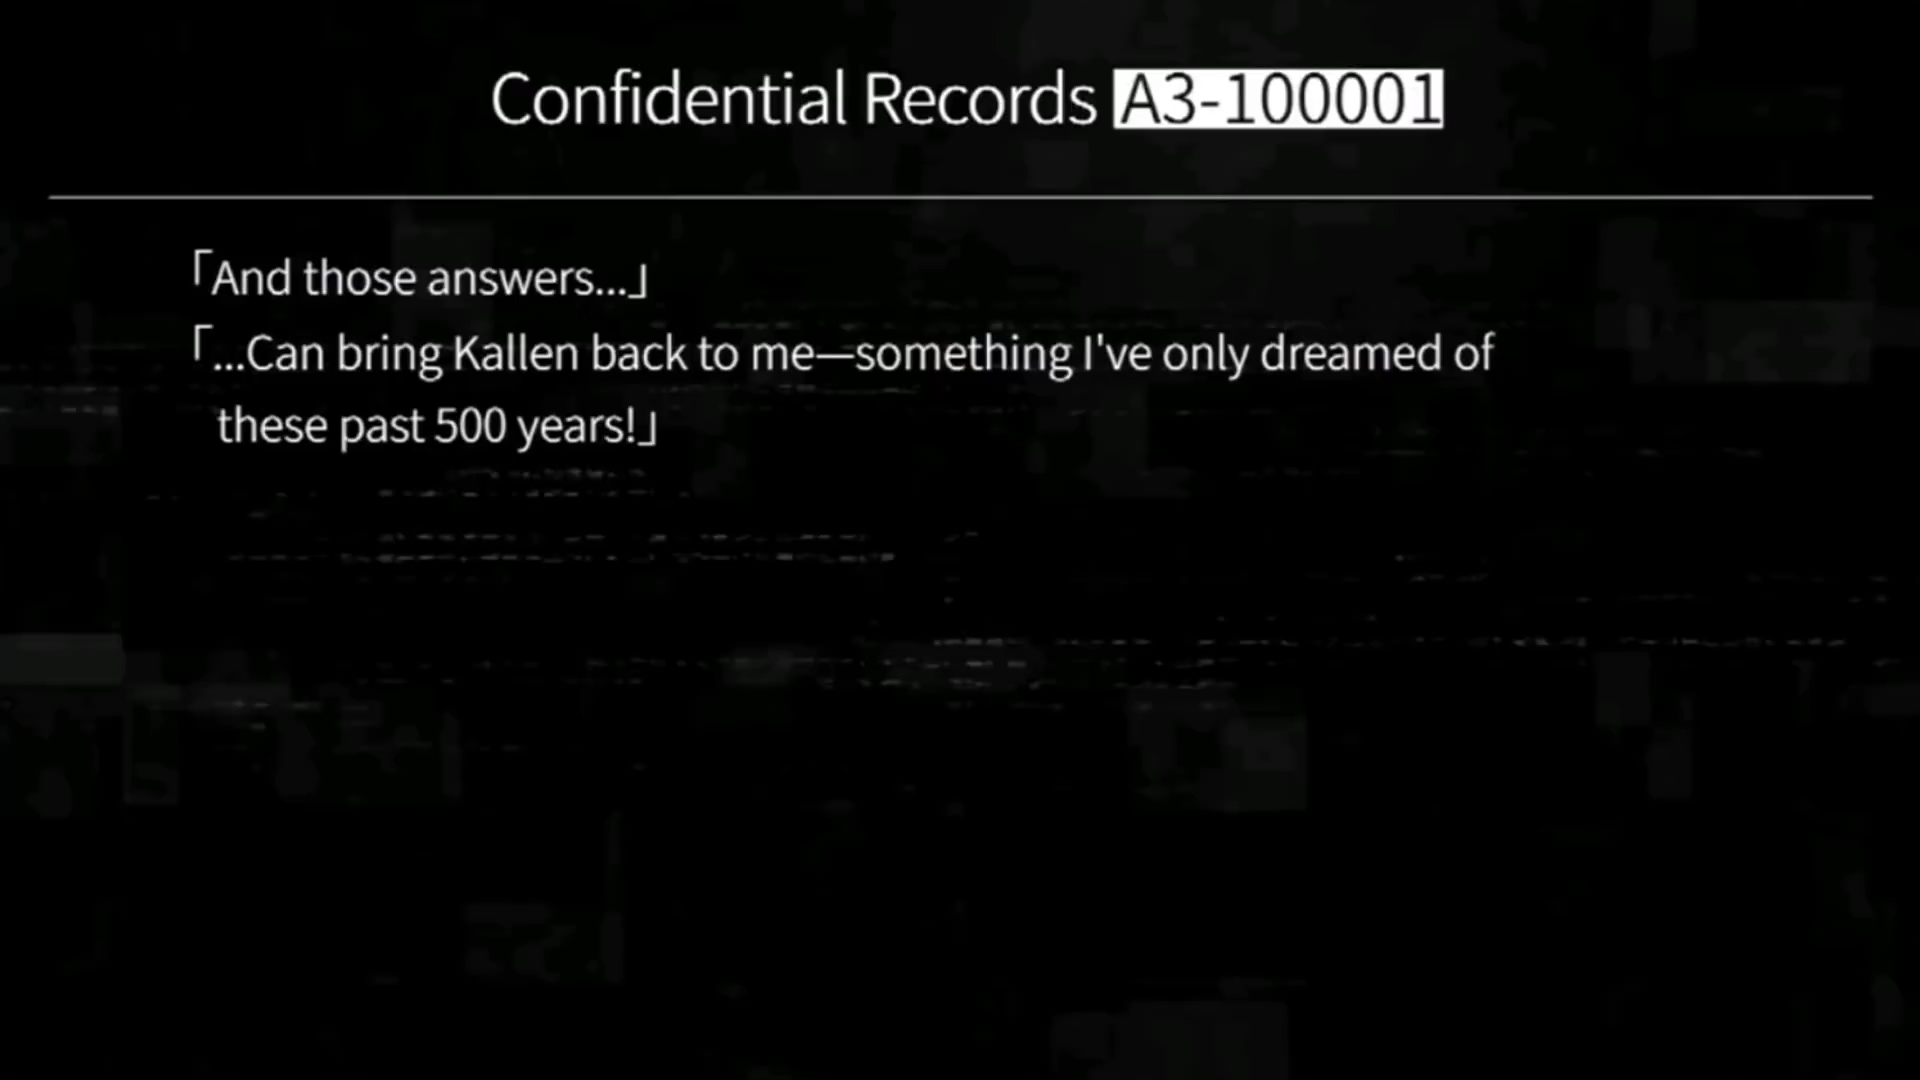 Confidential Records A3-100001
「And those answers...」
「...Can bring Kallen back to me—something I've only dreamed of
these past 500 years!」